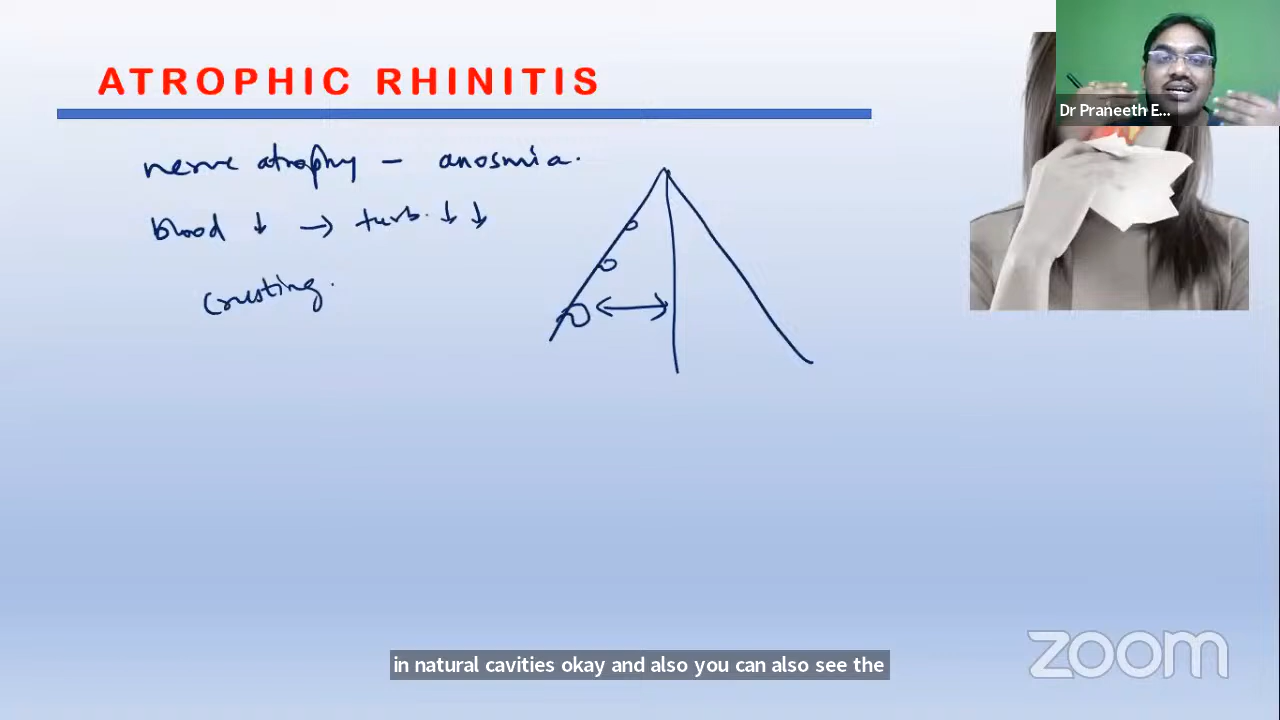 ATROPHIC RHINITIS
Dr Praneeth E...
nerve atrophy - anosmia.
blood ↓ → turb. ↓ ↓
Crusting.
in natural cavities okay and also you can also see the
zoom